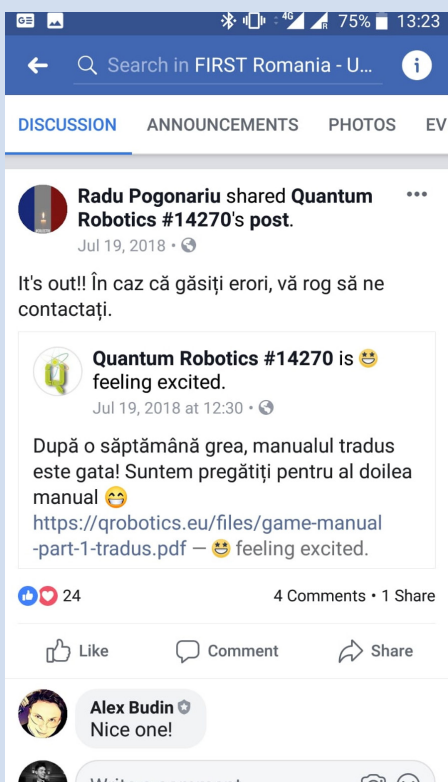 4G R 75% 13:23
Search in FIRST Romania - U...
DISCUSSION ANNOUNCEMENTS PHOTOS EV
Radu Pogonariu shared Quantum
Robotics #14270's post.
Jul 19, 2018 •
It's out!! În caz că găsiți erori, vă rog să ne
contactați.
Quantum Robotics #14270 is 😃
feeling excited.
Jul 19, 2018 at 12:30 •
După o săptămână grea, manualul tradus
este gata! Suntem pregătiți pentru al doilea
manual 😁
https://qrobotics.eu/files/game-manual
-part-1-tradus.pdf — 😃 feeling excited.
24 4 Comments • 1 Share
Like Comment Share
Alex Budin
Nice one!